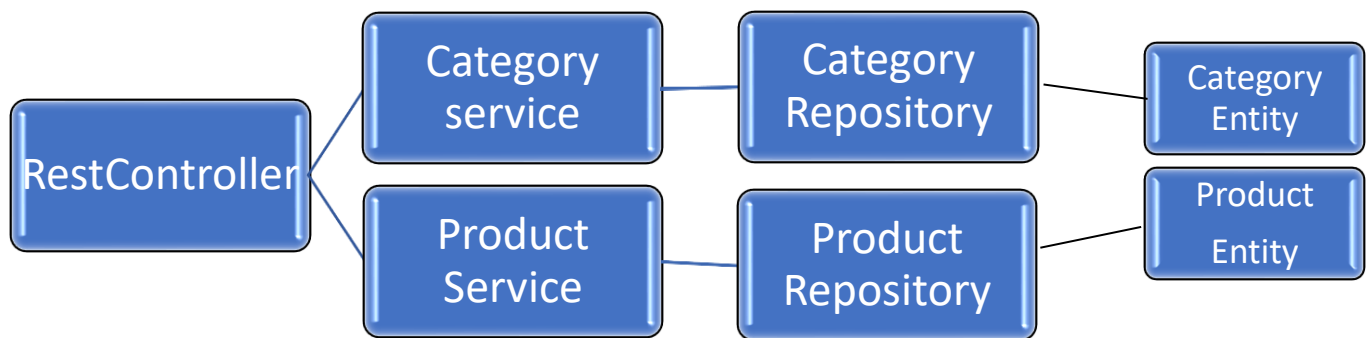 RestController
Category
service
Category
Repository
Category
Entity
Product
Service
Product
Repository
Product
Entity